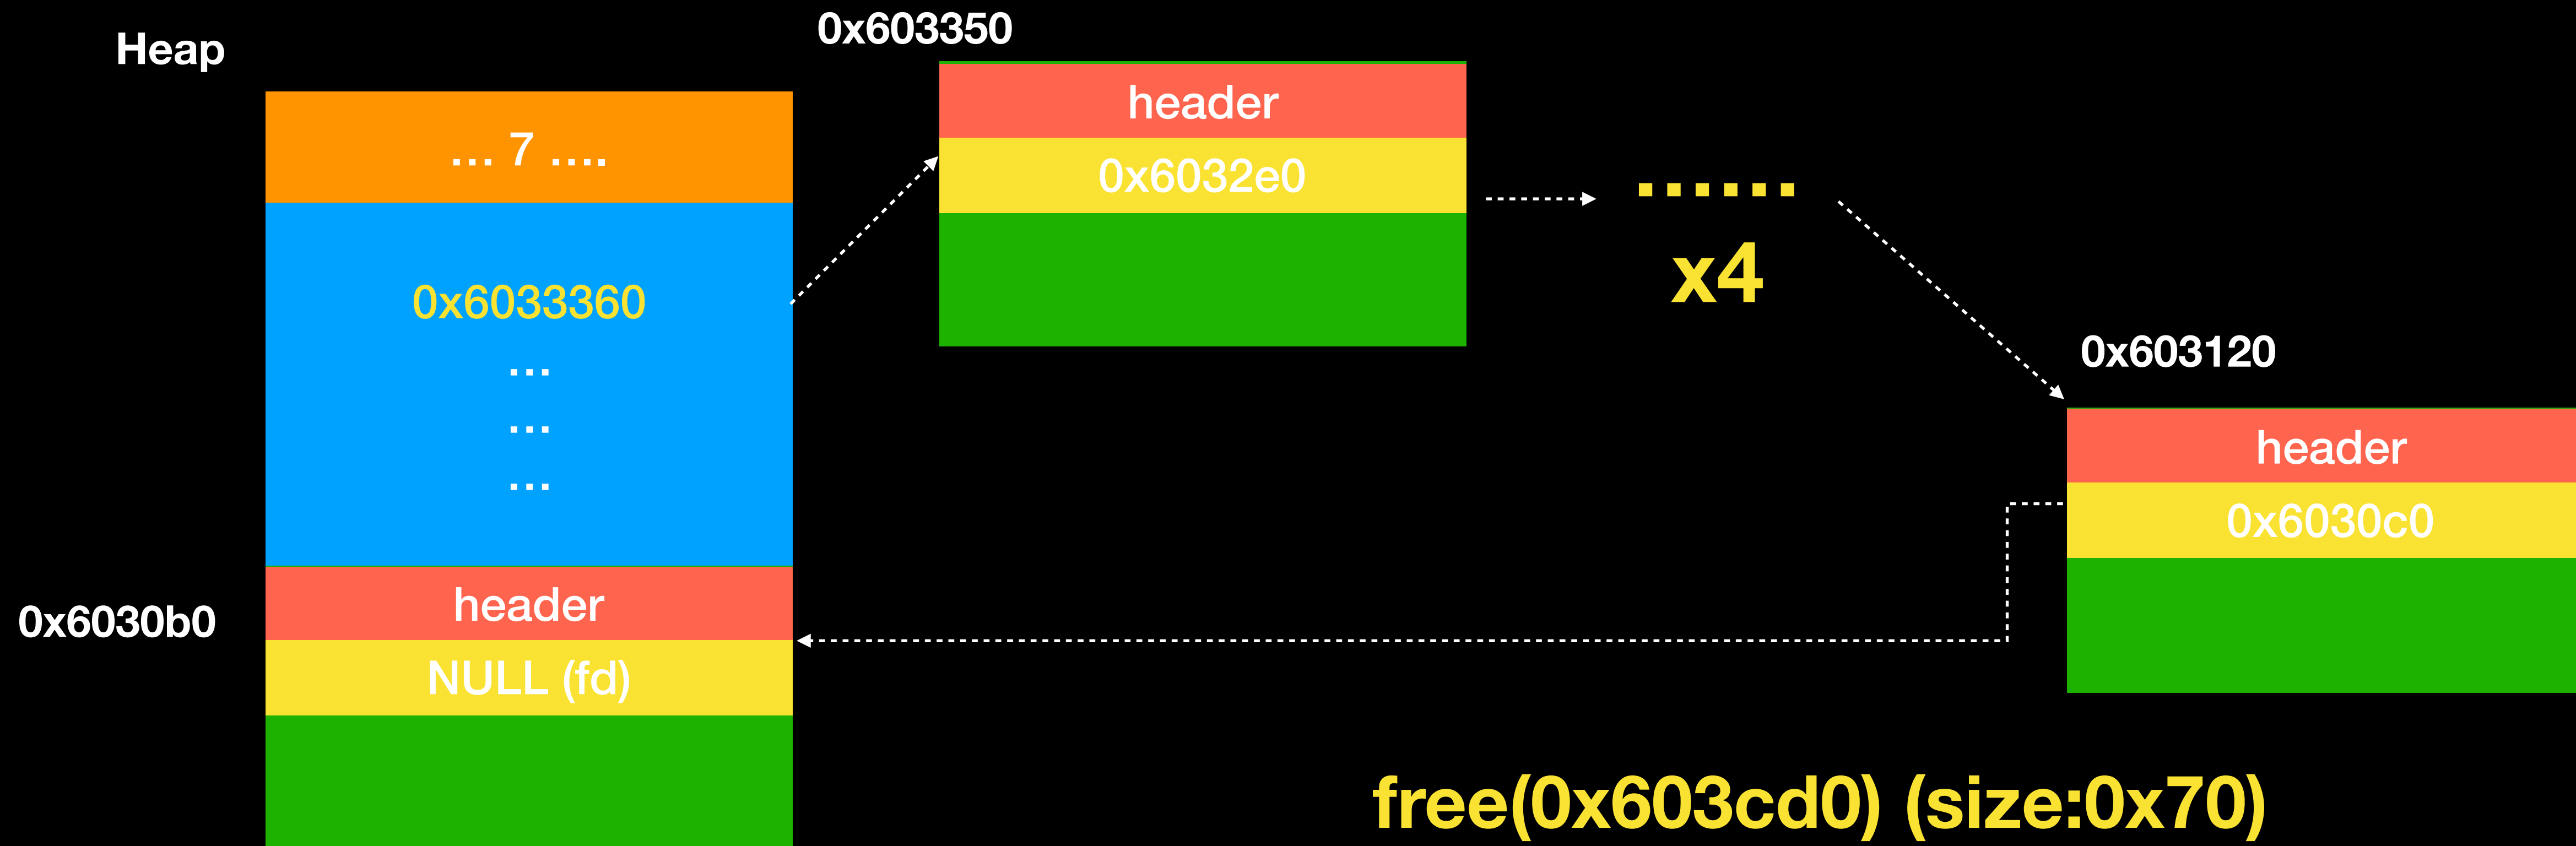 Heap
0x603350
header
0x6032e0
... 7 ....
0x6033360
...
...
...
......
x4
0x603120
header
0x6030c0
0x6030b0
header
NULL (fd)
free(0x603cd0) (size:0x70)